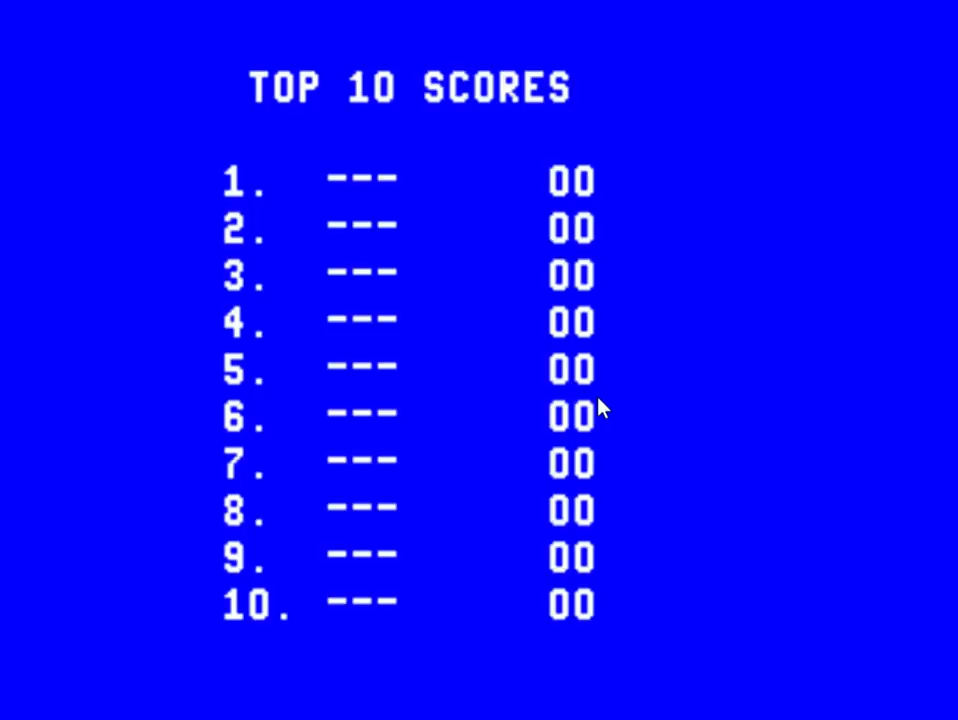 TOP 10 SCORES
1. --- 00
2. --- 00
3. --- 00
4. --- 00
5. --- 00
6. --- 00
7. --- 00
8. --- 00
9. --- 00
10. --- 00